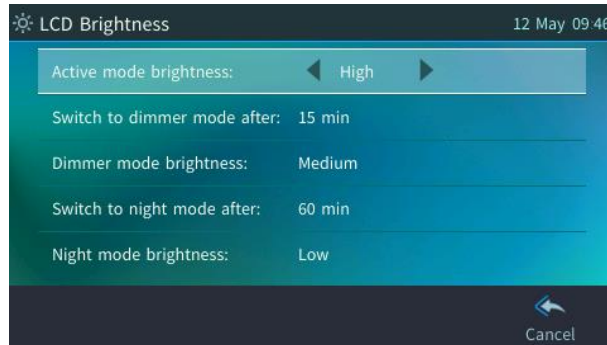 LCD Brightness 12 May 09:46
Active mode brightness: High
Switch to dimmer mode after: 15 min
Dimmer mode brightness: Medium
Switch to night mode after: 60 min
Night mode brightness: Low
Cancel